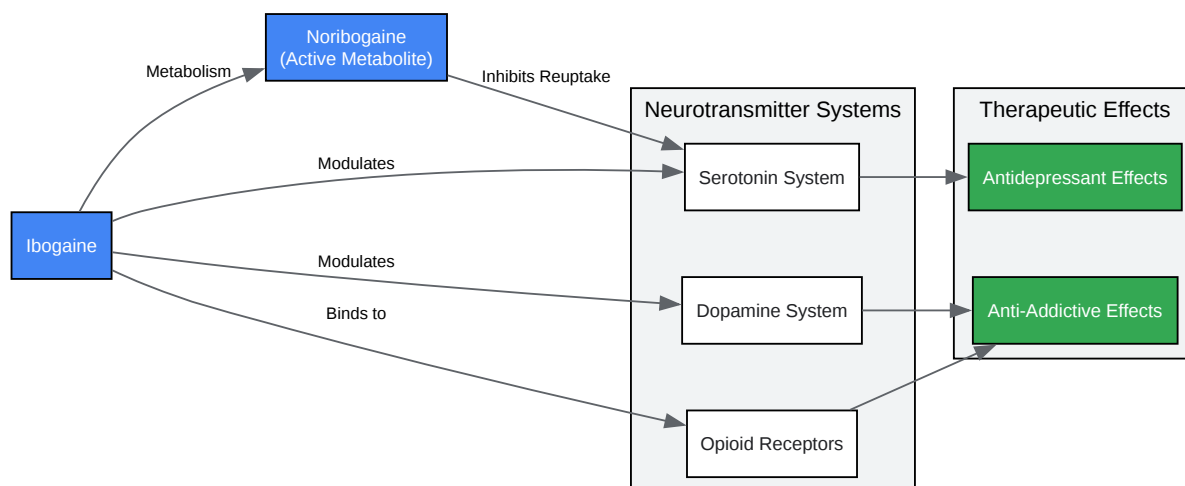 Noribogaine
(Active Metabolite)
Metabolism
Inhibits Reuptake
Neurotransmitter Systems
Therapeutic Effects
Modulates
Serotonin System
Antidepressant Effects
Ibogaine
Modulates
Dopamine System
Anti-Addictive Effects
Binds to
Opioid Receptors